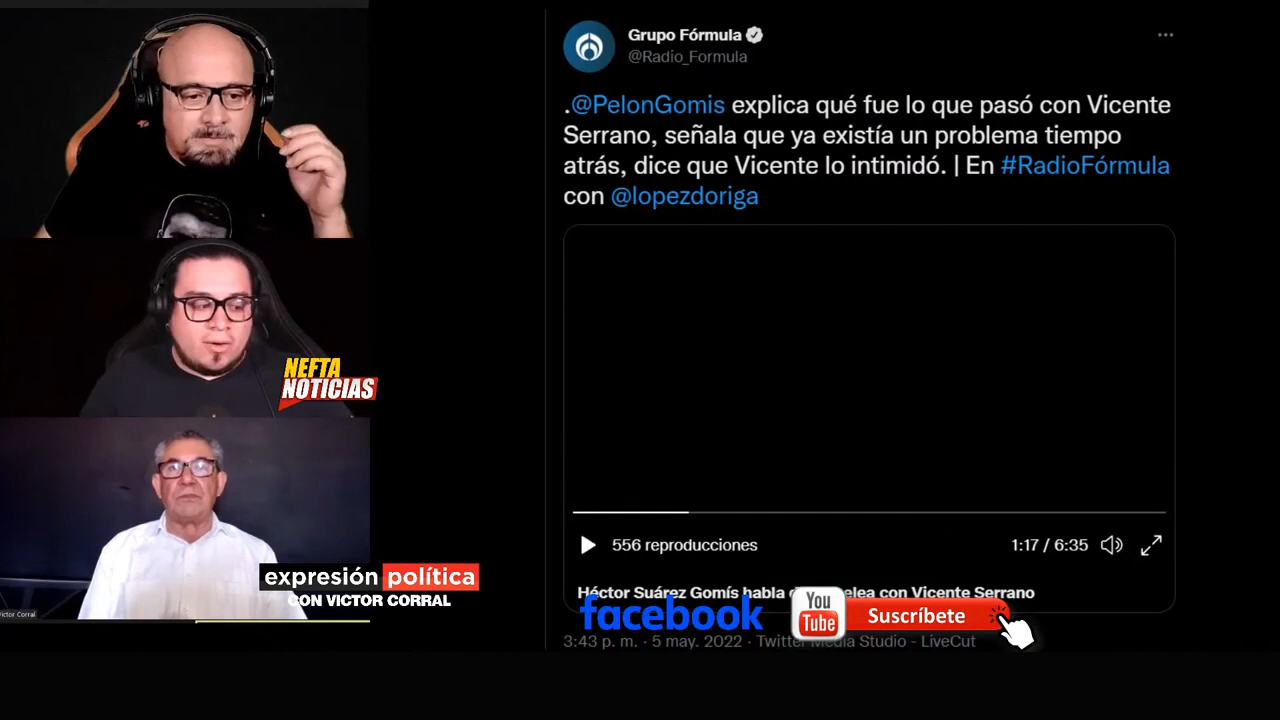 Grupo Fórmula
@Radio_Formula
.@PelonGomis explica qué fue lo que pasó con Vicente
Serrano, señala que ya existía un problema tiempo
atrás, dice que Vicente lo intimidó. | En #RadioFórmula
con @lopezdoriga
556 reproducciones
1:17 / 6:35
Héctor Suárez Gomís habla elea con Vicente Serrano
facebook
You
Tube
Suscríbete
3:43 p. m. · 5 may. 2022 · Twitter Media Studio - LiveCut
NEFTA
NOTICIAS
expresión política
CON VICTOR CORRAL
Victor Corral